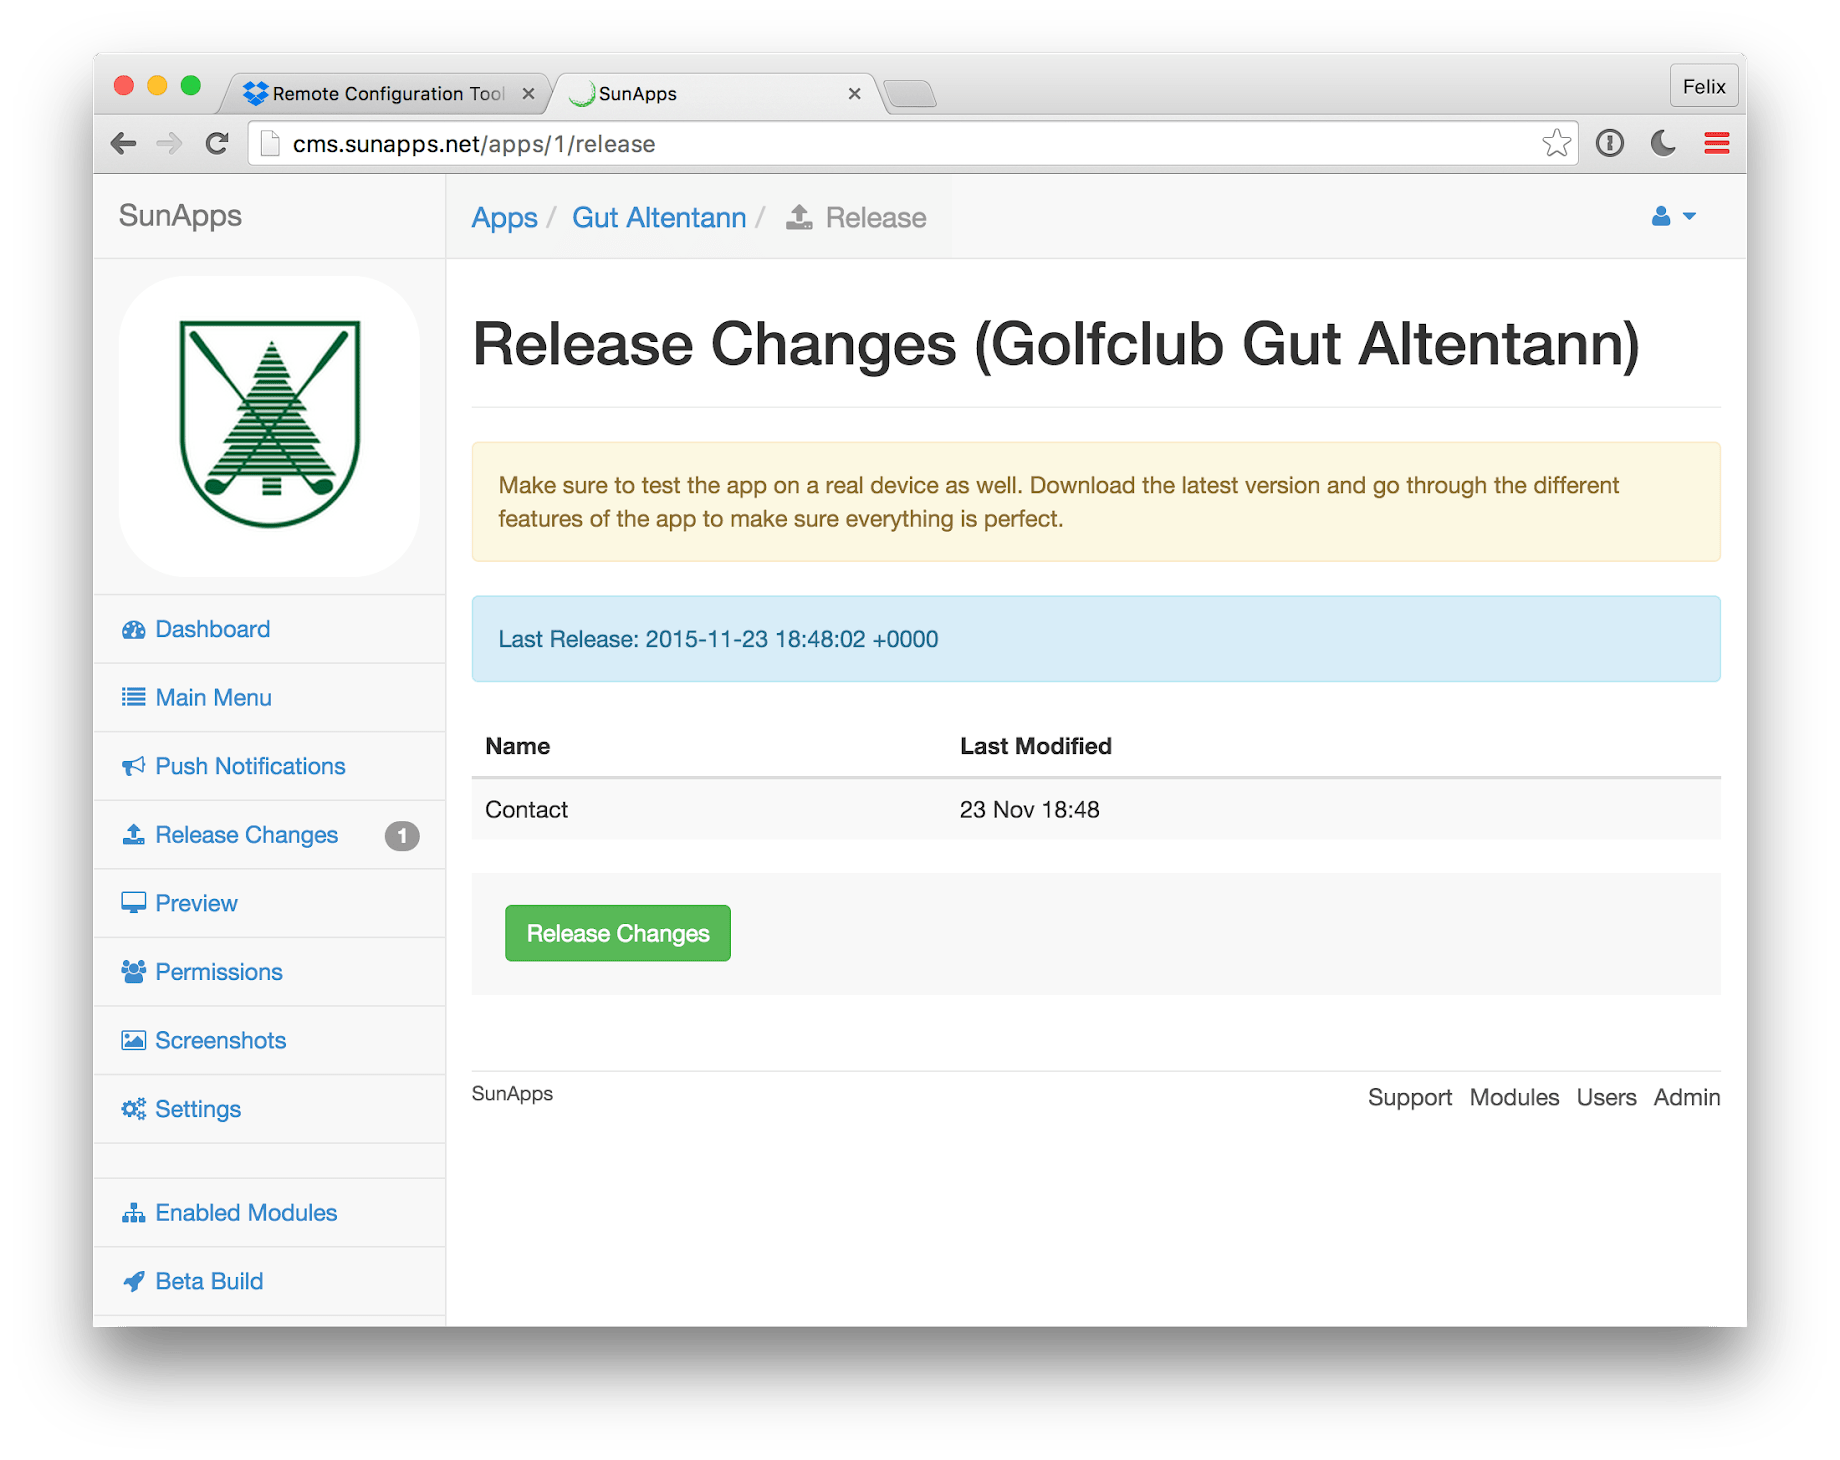 Remote Configuration Tool
SunApps
Felix
cms.sunapps.net/apps/1/release
SunApps
Apps / Gut Altentann / Release
Release Changes (Golfclub Gut Altentann)
Make sure to test the app on a real device as well. Download the latest version and go through the different
features of the app to make sure everything is perfect.
Last Release: 2015-11-23 18:48:02 +0000
Name Last Modified
Contact 23 Nov 18:48
Release Changes
Dashboard
Main Menu
Push Notifications
Release Changes 1
Preview
Permissions
Screenshots
Settings
Enabled Modules
Beta Build
SunApps
Support Modules Users Admin